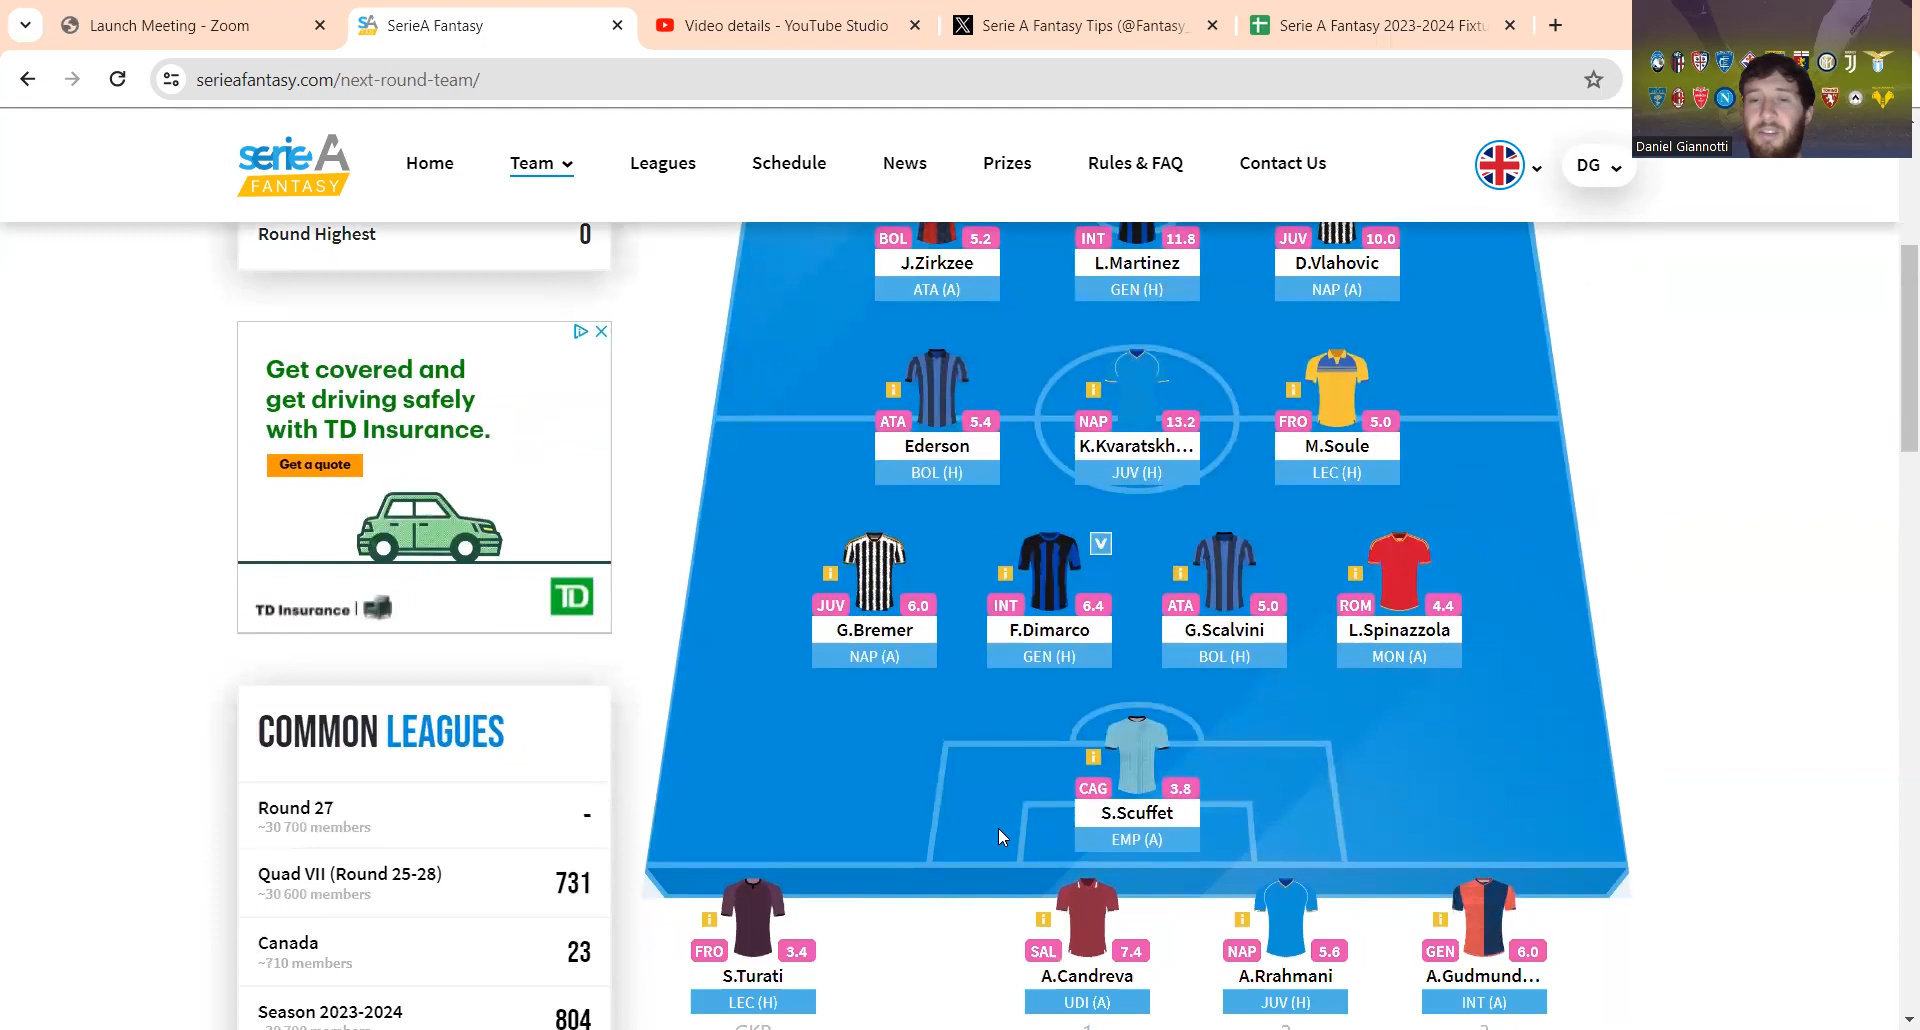 Launch Meeting - Zoom
SerieA Fantasy
Video details - YouTube Studio
Serie A Fantasy Tips (@Fantasy_
Serie A Fantasy 2023-2024 Fixtu
serieafantasy.com/next-round-team/
Daniel Giannotti
serie A
FANTASY
Home
Team
Leagues
Schedule
News
Prizes
Rules & FAQ
Contact Us
DG
Round Highest
0
Get covered and
get driving safely
with TD Insurance.
Get a quote
TD Insurance
TD
COMMON LEAGUES
Round 27
-
~30 700 members
Quad VII (Round 25-28)
731
~30 600 members
Canada
23
~710 members
Season 2023-2024
804
BOL 5.2
J.Zirkzee
ATA (A)
INT 11.8
L.Martinez
GEN (H)
JUV 10.0
D.Vlahovic
NAP (A)
ATA 5.4
Ederson
BOL (H)
NAP 13.2
K.Kvaratskh...
JUV (H)
FRO 5.0
M.Soule
LEC (H)
JUV 6.0
G.Bremer
NAP (A)
V
INT 6.4
F.Dimarco
GEN (H)
ATA 5.0
G.Scalvini
BOL (H)
ROM 4.4
L.Spinazzola
MON (A)
CAG 3.8
S.Scuffet
EMP (A)
FRO 3.4
S.Turati
LEC (H)
SAL 7.4
A.Candreva
UDI (A)
NAP 5.6
A.Rrahmani
JUV (H)
GEN 6.0
A.Gudmund...
INT (A)